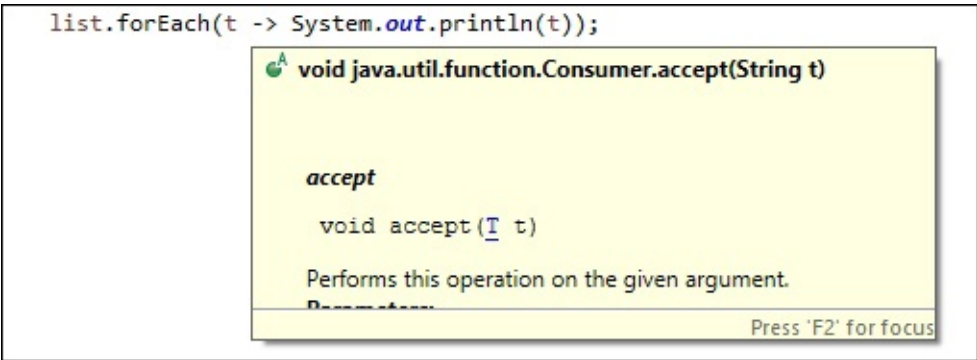 list.forEach(t -> System.out.println(t));
void java.util.function.Consumer.accept(String t)
accept
void accept(T t)
Performs this operation on the given argument.
Press 'F2' for focus